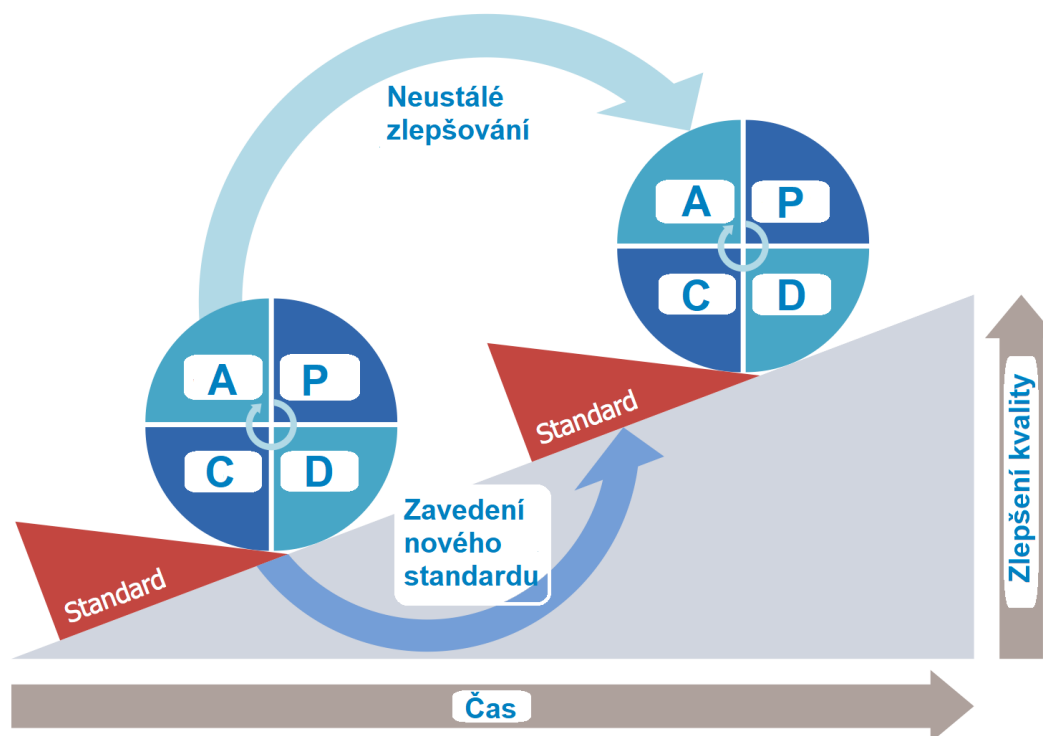 Neustálé
zlepšování
A P
C D
A P
C D
Standard
Standard
Zavedení
nového
standardu
Zlepšení kvality
Čas